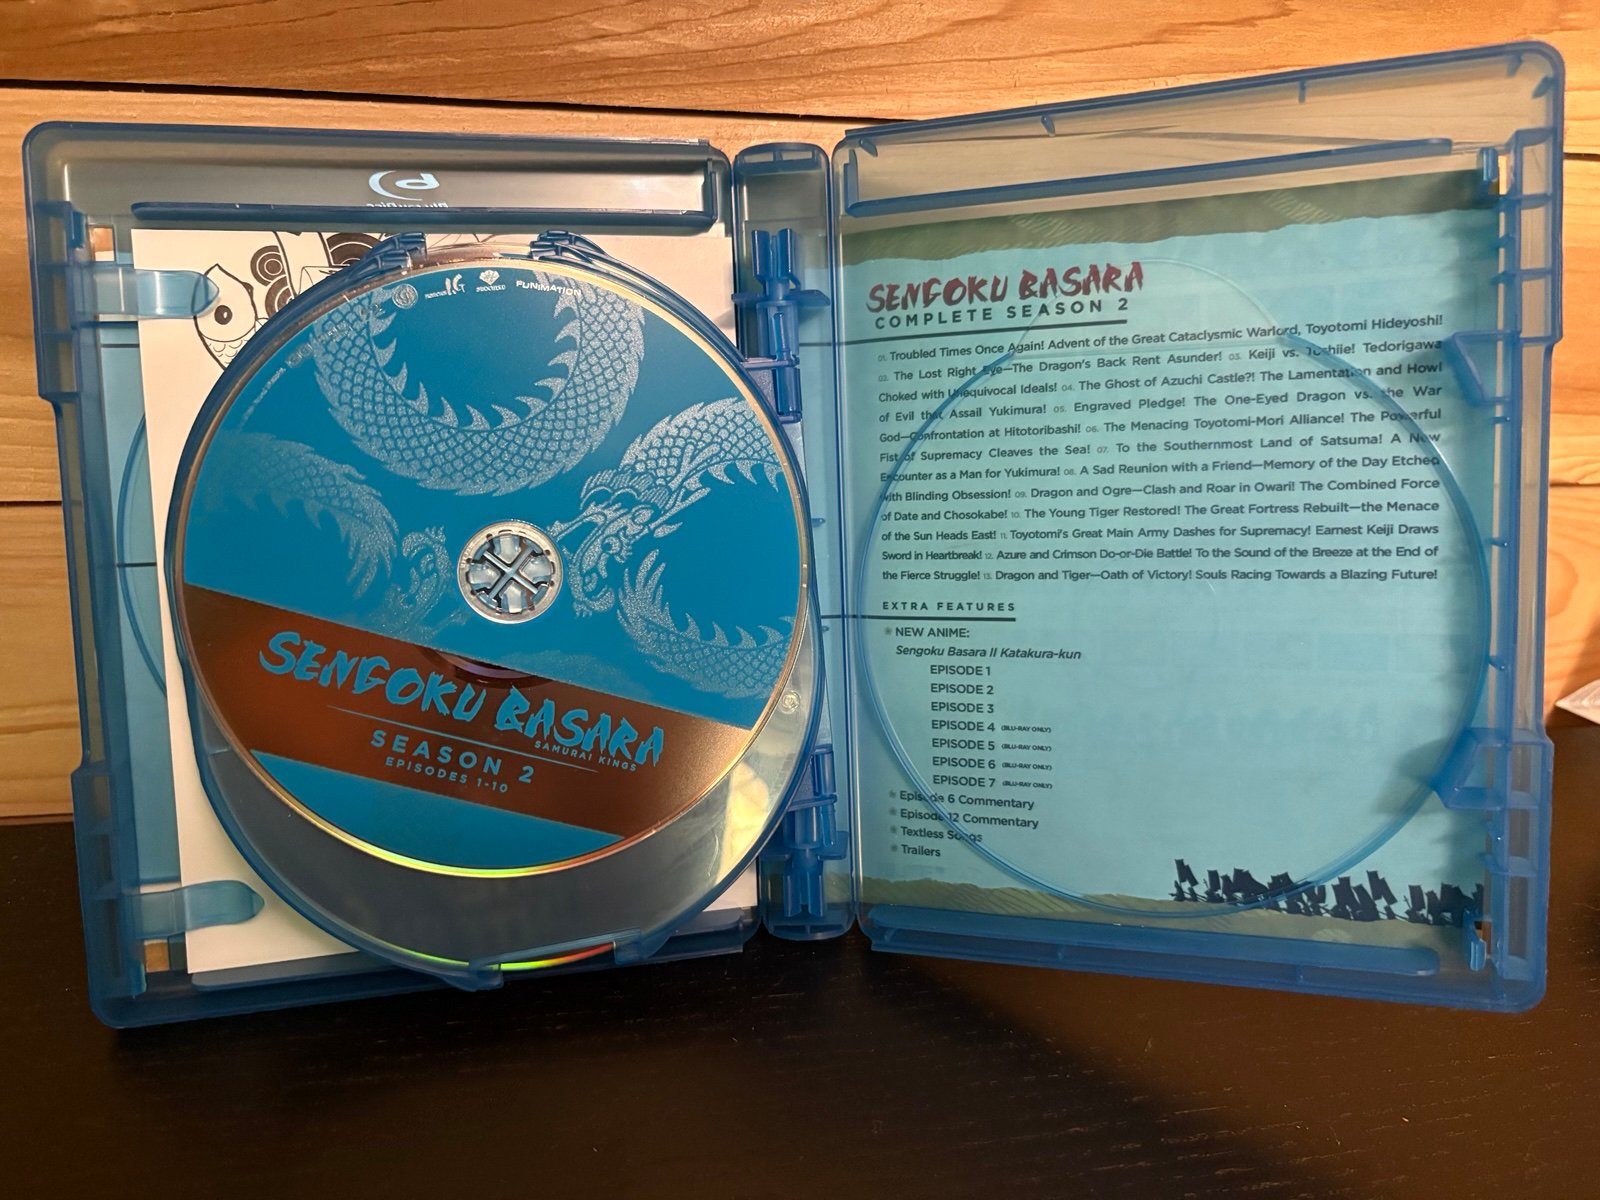 Blu-ray Disc
PRODUCTION I.G
FUNIMATION
SENGOKU BASARA
SAMURAI KINGS
SEASON 2
EPISODES 1-10
SENGOKU BASARA
COMPLETE SEASON 2
01. Troubled Times Once Again! Advent of the Great Cataclysmic Warlord, Toyotomi Hideyoshi!
02. The Lost Right Eye—The Dragon's Back Rent Asunder! 03. Keiji vs. Toshiie! Tedorigawa
Choked with Unequivocal Ideals! 04. The Ghost of Azuchi Castle?! The Lamentation and Howl
of Evil that Assail Yukimura! 05. Engraved Pledge! The One-Eyed Dragon vs. the War
God—Confrontation at Hitotoribashi! 06. The Menacing Toyotomi-Mori Alliance! The Powerful
Fist of Supremacy Cleaves the Sea! 07. To the Southernmost Land of Satsuma! A New
Encounter as a Man for Yukimura! 08. A Sad Reunion with a Friend—Memory of the Day Etched
with Blinding Obsession! 09. Dragon and Ogre—Clash and Roar in Owari! The Combined Force
of Date and Chosokabe! 10. The Young Tiger Restored! The Great Fortress Rebuilt—the Menace
of the Sun Heads East! 11. Toyotomi's Great Main Army Dashes for Supremacy! Earnest Keiji Draws
Sword in Heartbreak! 12. Azure and Crimson Do-or-Die Battle! To the Sound of the Breeze at the End of
the Fierce Struggle! 13. Dragon and Tiger—Oath of Victory! Souls Racing Towards a Blazing Future!
EXTRA FEATURES
NEW ANIME:
Sengoku Basara II Katakura-kun
EPISODE 1
EPISODE 2
EPISODE 3
EPISODE 4 (BLU-RAY ONLY)
EPISODE 5 (BLU-RAY ONLY)
EPISODE 6 (BLU-RAY ONLY)
EPISODE 7 (BLU-RAY ONLY)
Episode 6 Commentary
Episode 12 Commentary
Textless Songs
Trailers